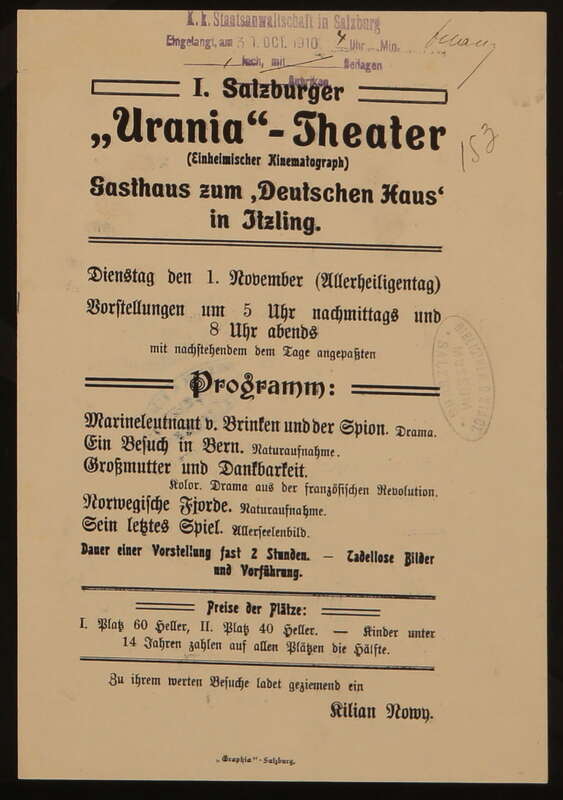 K. k. Staatsanwaltschaft in Salzburg
Eingelangt, am 31. OCT. 1910 4 Uhr Min.
fach, mit Beilagen
Rubriken
153
I. Salzburger
„Urania“-Theater
(Einheimischer Kinematograph)
Gasthaus zum ‚Deutschen Haus‘
in Itzling.
Dienstag den 1. November (Allerheiligentag)
Vorstellungen um 5 Uhr nachmittags und
8 Uhr abends
mit nachstehendem dem Tage angepaßten
Programm:
Marineleutnant v. Brinken und der Spion. Drama.
Ein Besuch in Bern. Naturaufnahme.
Großmutter und Dankbarkeit.
Kolor. Drama aus der französischen Revolution.
Norwegische Fjorde. Naturaufnahme.
Sein letztes Spiel. Allerseelenbild.
Dauer einer Vorstellung fast 2 Stunden. — Tadellose Bilder
und Vorführung.
Preise der Plätze:
I. Platz 60 Heller, II. Platz 40 Heller. — Kinder unter
14 Jahren zahlen auf allen Plätzen die Hälfte.
Zu ihrem werten Besuche ladet geziemend ein
Kilian Nowy.
„Graphia“-Salzburg.